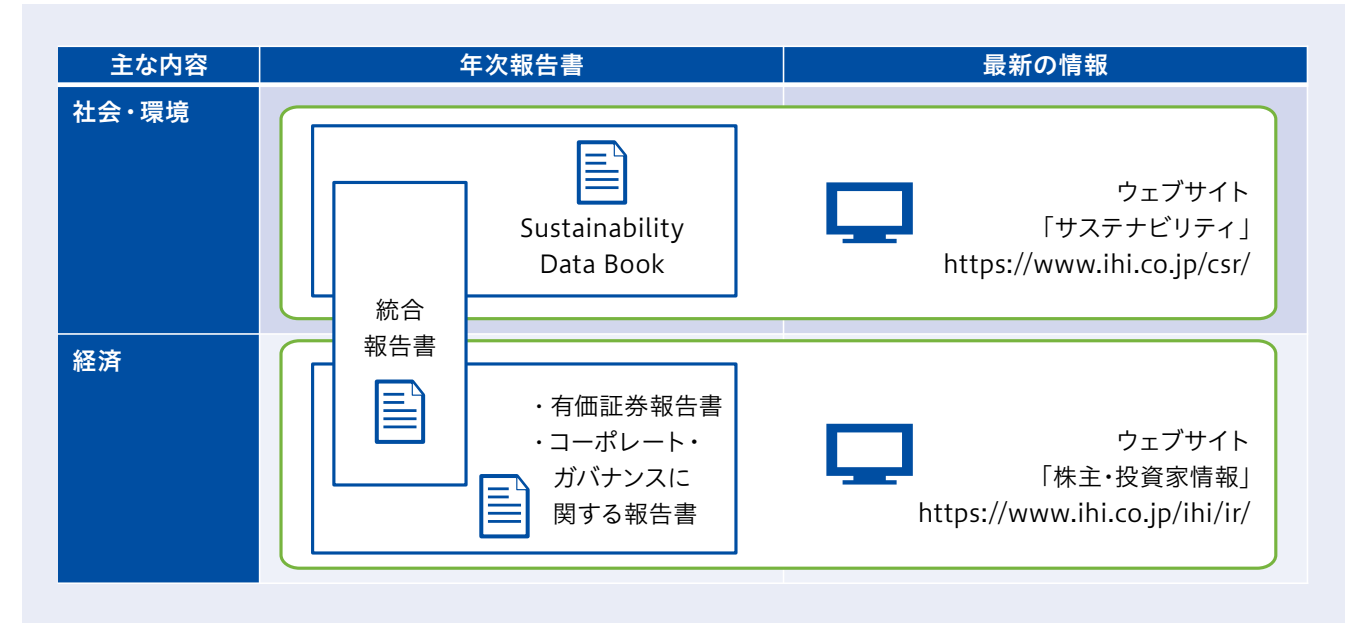 主な内容
年次報告書
最新の情報
社会・環境
Sustainability
Data Book
ウェブサイト
「サステナビリティ」
https://www.ihi.co.jp/csr/
統合
報告書
経済
・有価証券報告書
・コーポレート・
ガバナンスに
関する報告書
ウェブサイト
「株主・投資家情報」
https://www.ihi.co.jp/ihi/ir/